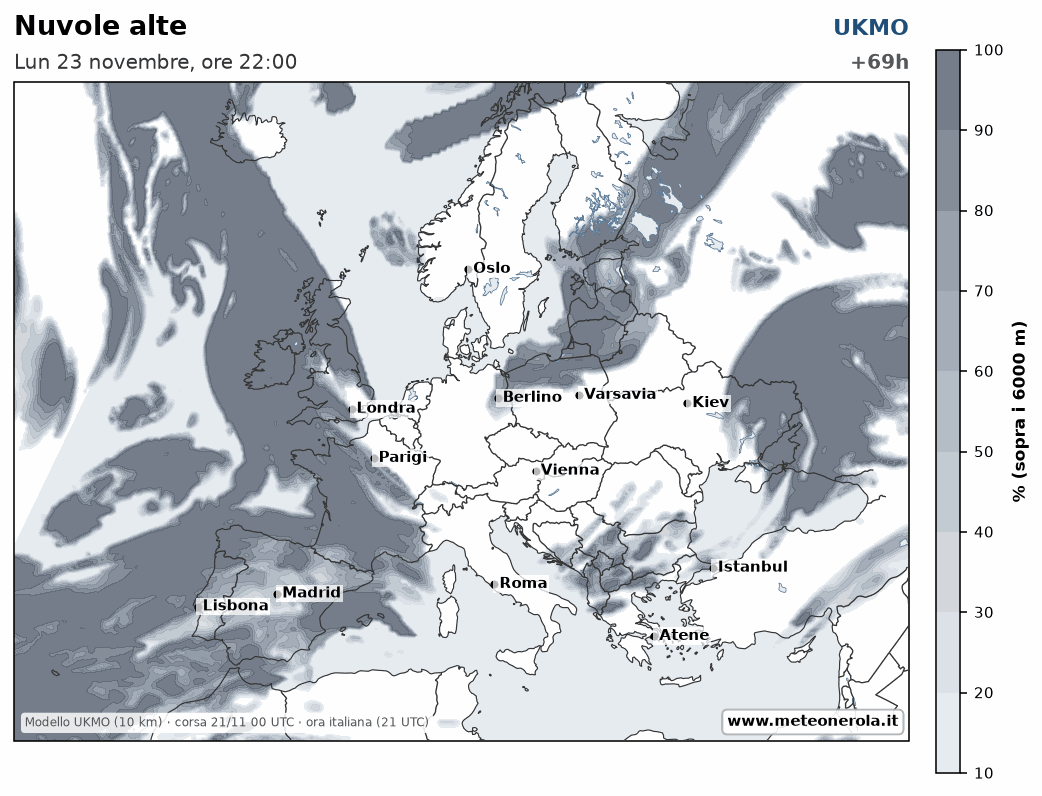 Nuvole alte
UKMO
Lun 23 novembre, ore 22:00
+69h
100
90
80
70
60
50
40
30
20
10
% (sopra i 6000 m)
Oslo
Londra
Berlino
Varsavia
Kiev
Parigi
Vienna
Istanbul
Roma
Madrid
Lisbona
Atene
Modello UKMO (10 km) · corsa 21/11 00 UTC · ora italiana (21 UTC)
www.meteonerola.it